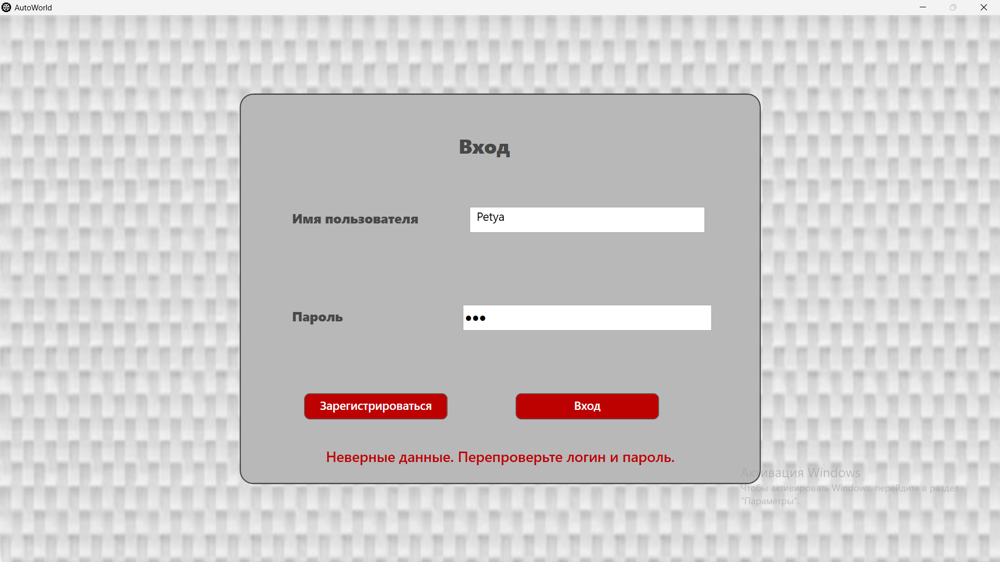 AutoWorld
Вход
Имя пользователя
Petya
Пароль
Зарегистрироваться
Вход
Неверные данные. Перепроверьте логин и пароль.
Активация Windows
Чтобы активировать Windows, перейдите в раздел
"Параметры".